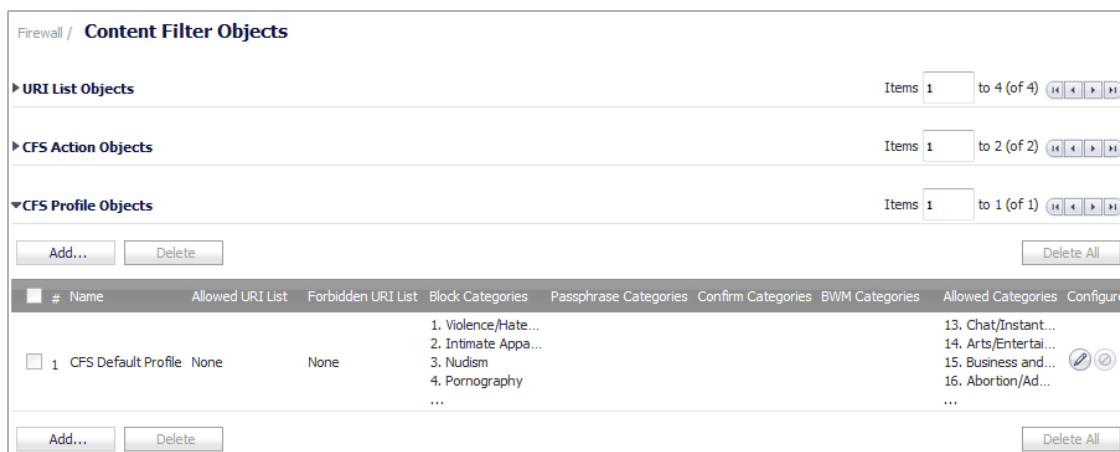 Firewall / Content Filter Objects
URI List Objects Items 1 to 4 (of 4)
CFS Action Objects Items 1 to 2 (of 2)
CFS Profile Objects Items 1 to 1 (of 1)
Add... Delete Delete All
# Name Allowed URI List Forbidden URI List Block Categories Passphrase Categories Confirm Categories BWM Categories Allowed Categories Configure
1. Violence/Hate... 13. Chat/Instant...
2. Intimate Appa... 14. Arts/Entertai...
1 CFS Default Profile None None 3. Nudism 15. Business and...
4. Pornography 16. Abortion/Ad...
... ...
Add... Delete Delete All